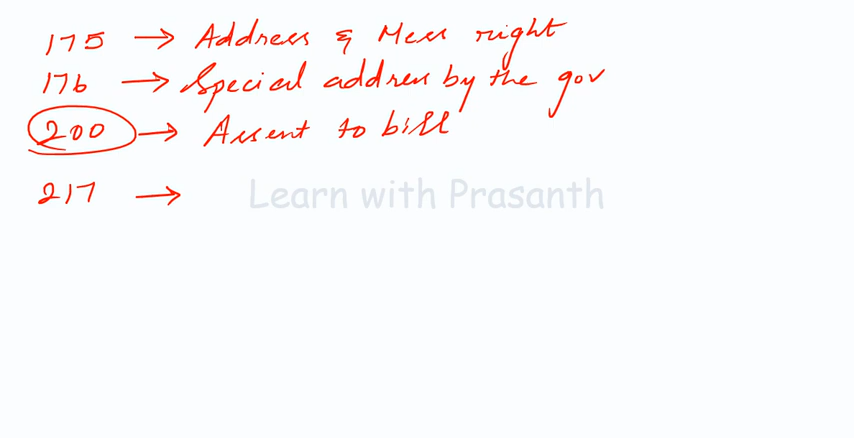 175 → Address & Mess right
176 → Special address by the gov
200 → Assent to bill
217 →
Learn with Prasanth